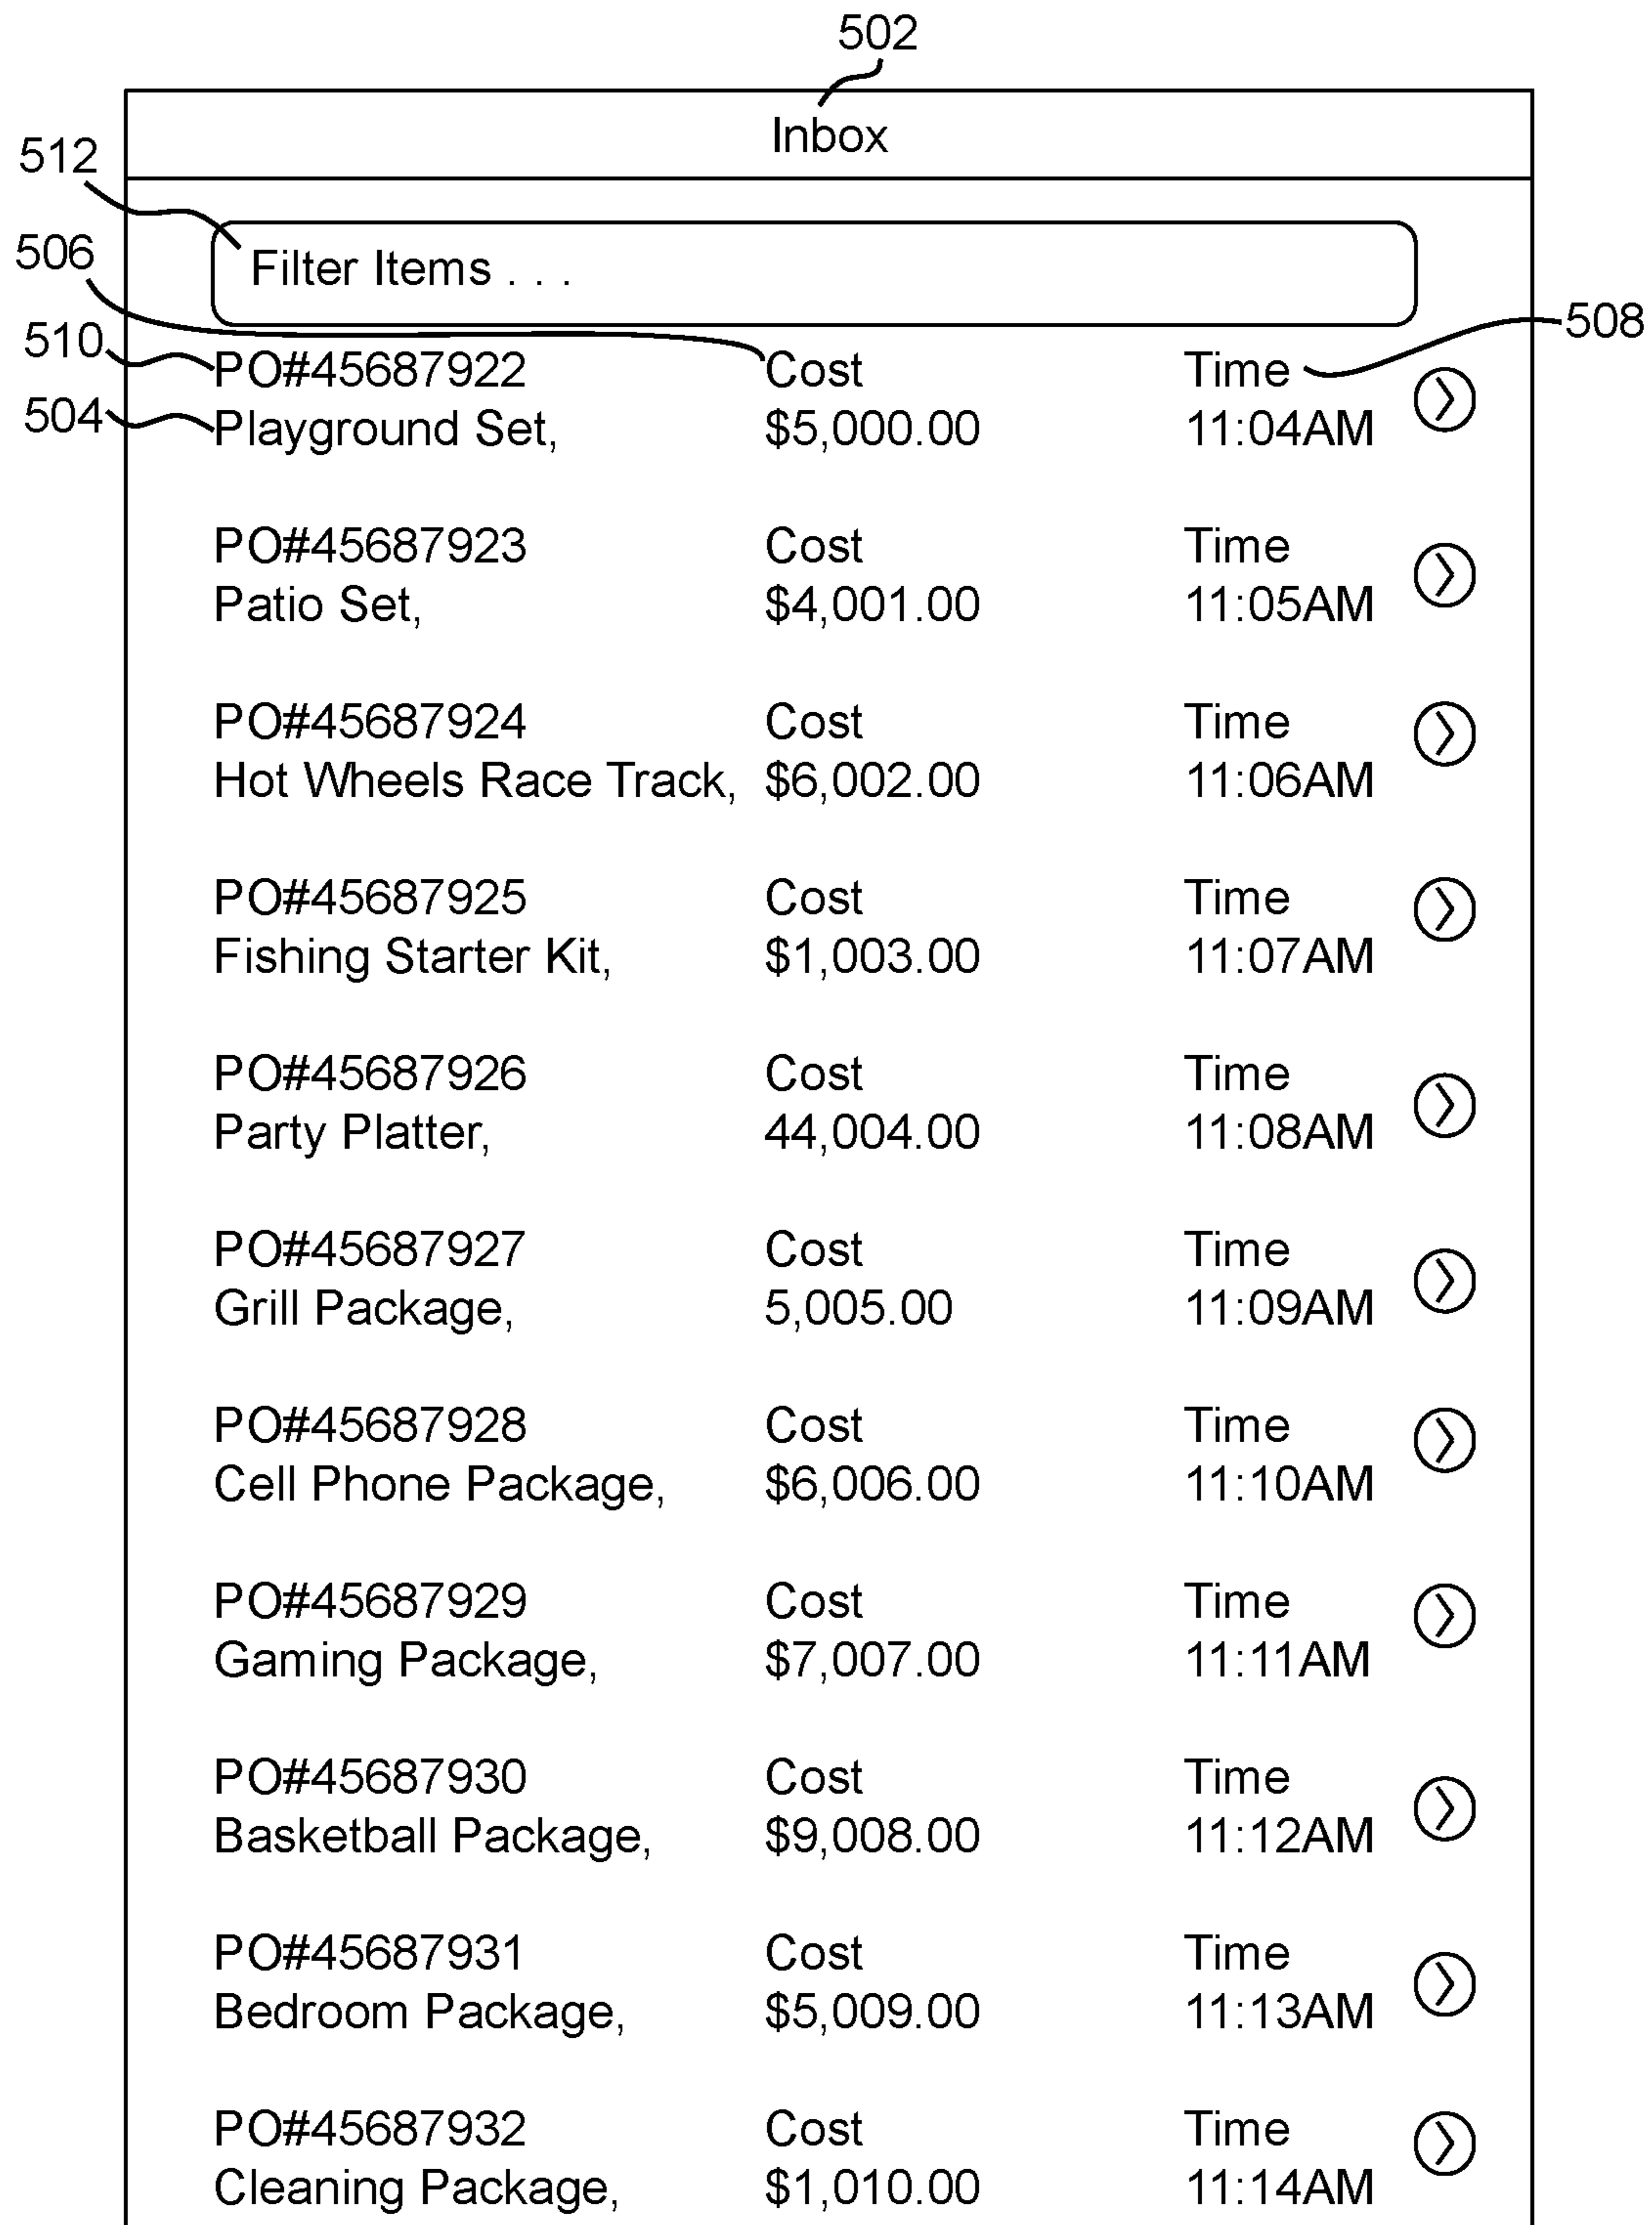 502
Inbox
512
Filter Items . . .
506
508
510 PO#45687922 Cost Time
504 Playground Set, $5,000.00 11:04AM
PO#45687923 Cost Time
Patio Set, $4,001.00 11:05AM
PO#45687924 Cost Time
Hot Wheels Race Track, $6,002.00 11:06AM
PO#45687925 Cost Time
Fishing Starter Kit, $1,003.00 11:07AM
PO#45687926 Cost Time
Party Platter, 44,004.00 11:08AM
PO#45687927 Cost Time
Grill Package, 5,005.00 11:09AM
PO#45687928 Cost Time
Cell Phone Package, $6,006.00 11:10AM
PO#45687929 Cost Time
Gaming Package, $7,007.00 11:11AM
PO#45687930 Cost Time
Basketball Package, $9,008.00 11:12AM
PO#45687931 Cost Time
Bedroom Package, $5,009.00 11:13AM
PO#45687932 Cost Time
Cleaning Package, $1,010.00 11:14AM